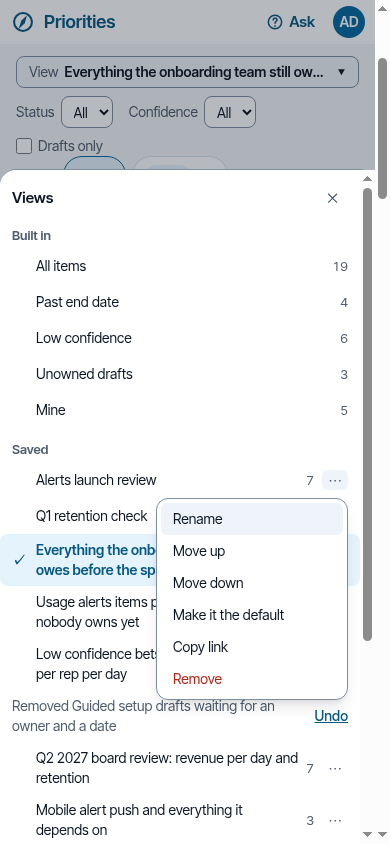 Priorities
Ask
AD
View Everything the onboarding team still ow...
Status All Confidence All
Drafts only
Views
Built in
All items 19
Past end date 4
Low confidence 6
Unowned drafts 3
Mine 5
Saved
Alerts launch review 7
Q1 retention check
Everything the onb
owes before the sp
Usage alerts items p
nobody owns yet
Low confidence bets
per rep per day
Rename
Move up
Move down
Make it the default
Copy link
Remove
Removed Guided setup drafts waiting for an
owner and a date
Undo
Q2 2027 board review: revenue per day and
retention
7
Mobile alert push and everything it
depends on
3